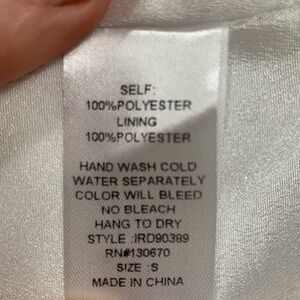 SELF:
100%POLYESTER
LINING
100%POLYESTER
HAND WASH COLD
WATER SEPARATELY
COLOR WILL BLEED
NO BLEACH
HANG TO DRY
STYLE :IRD90389
RN#130670
SIZE :S
MADE IN CHINA